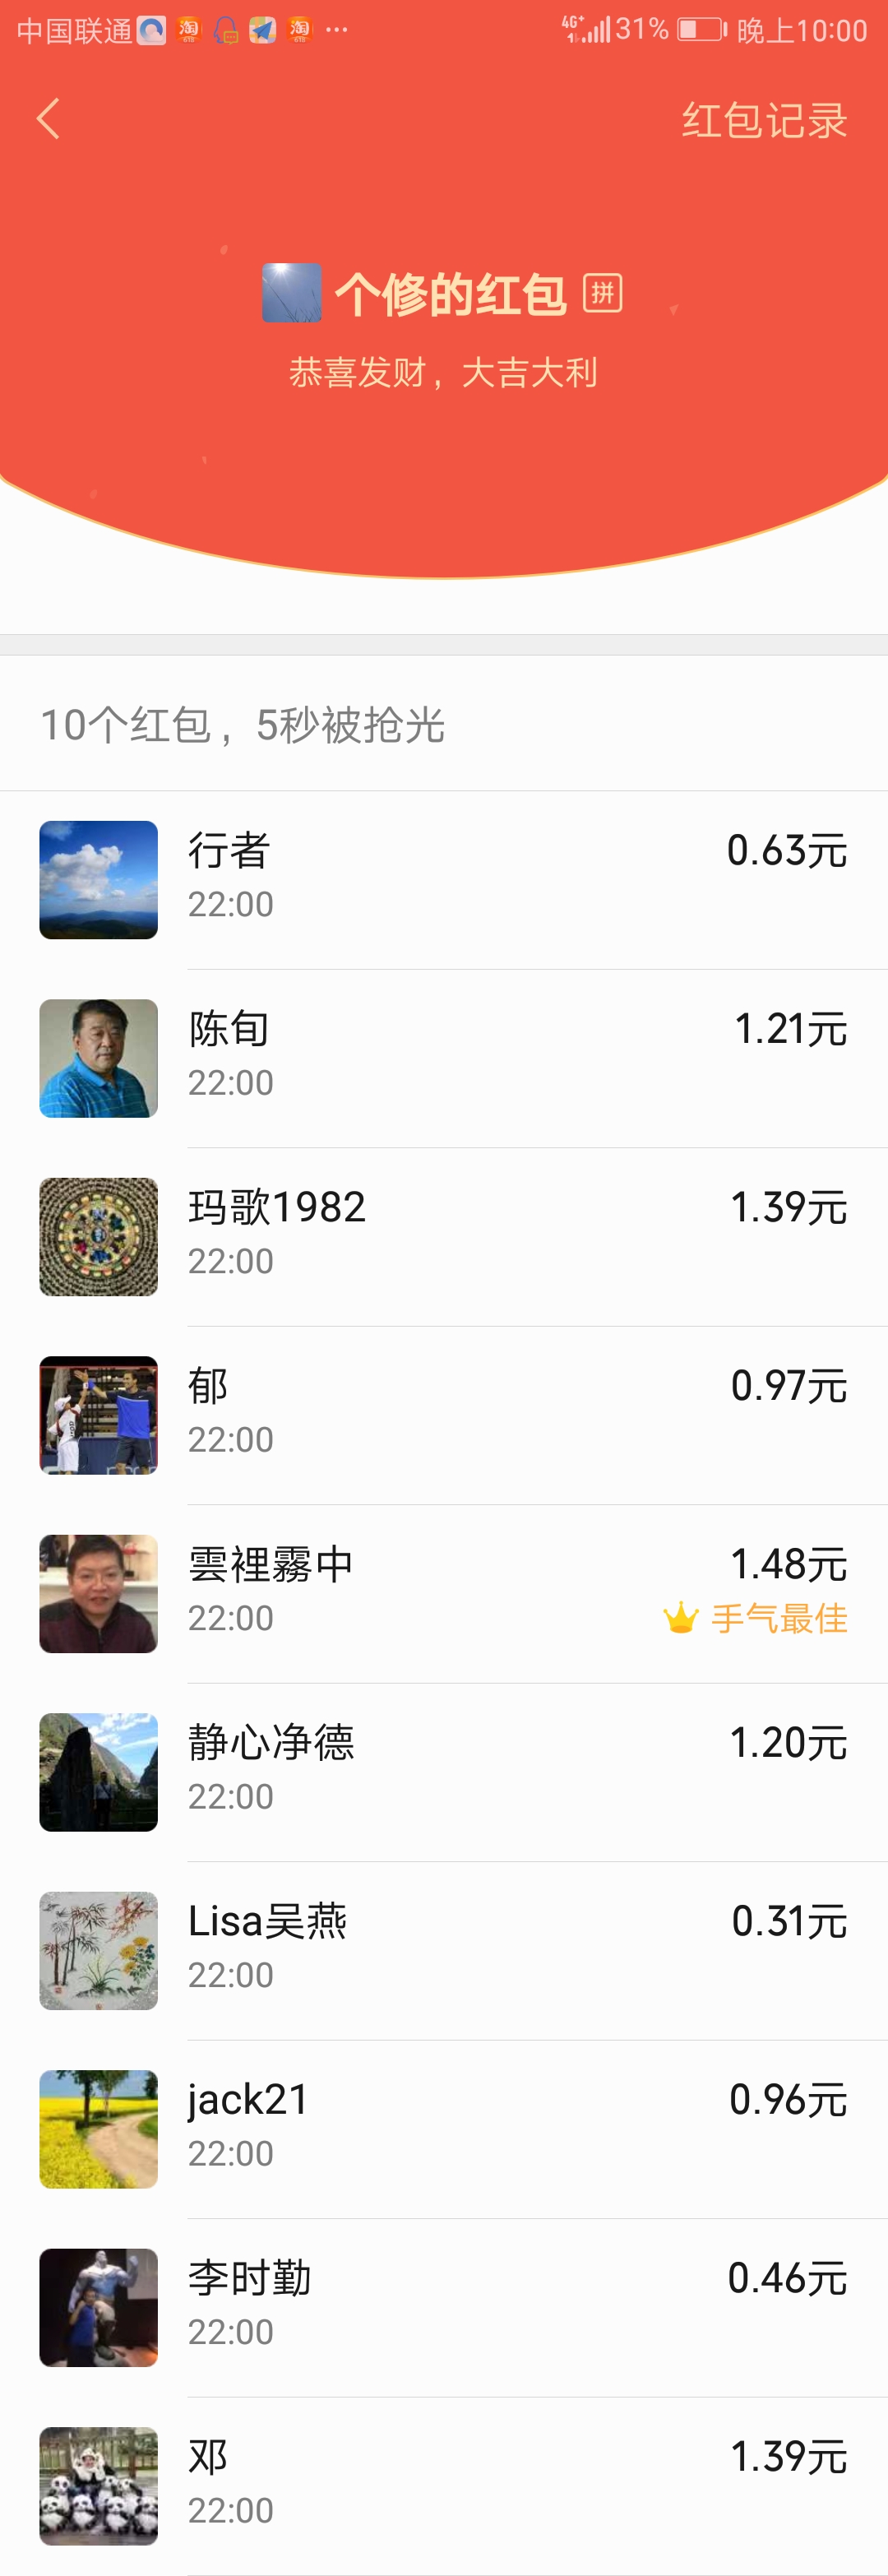 中国联通 淘 618 淘 618 ... 4G+ 31% 晚上10:00
红包记录
个修的红包 拼
恭喜发财，大吉大利
10个红包，5秒被抢光
行者 0.63元
22:00
陈旬 1.21元
22:00
玛歌1982 1.39元
22:00
郁 0.97元
22:00
雲裡霧中 1.48元
22:00 手气最佳
静心净德 1.20元
22:00
Lisa吴燕 0.31元
22:00
jack21 0.96元
22:00
李时勤 0.46元
22:00
邓 1.39元
22:00